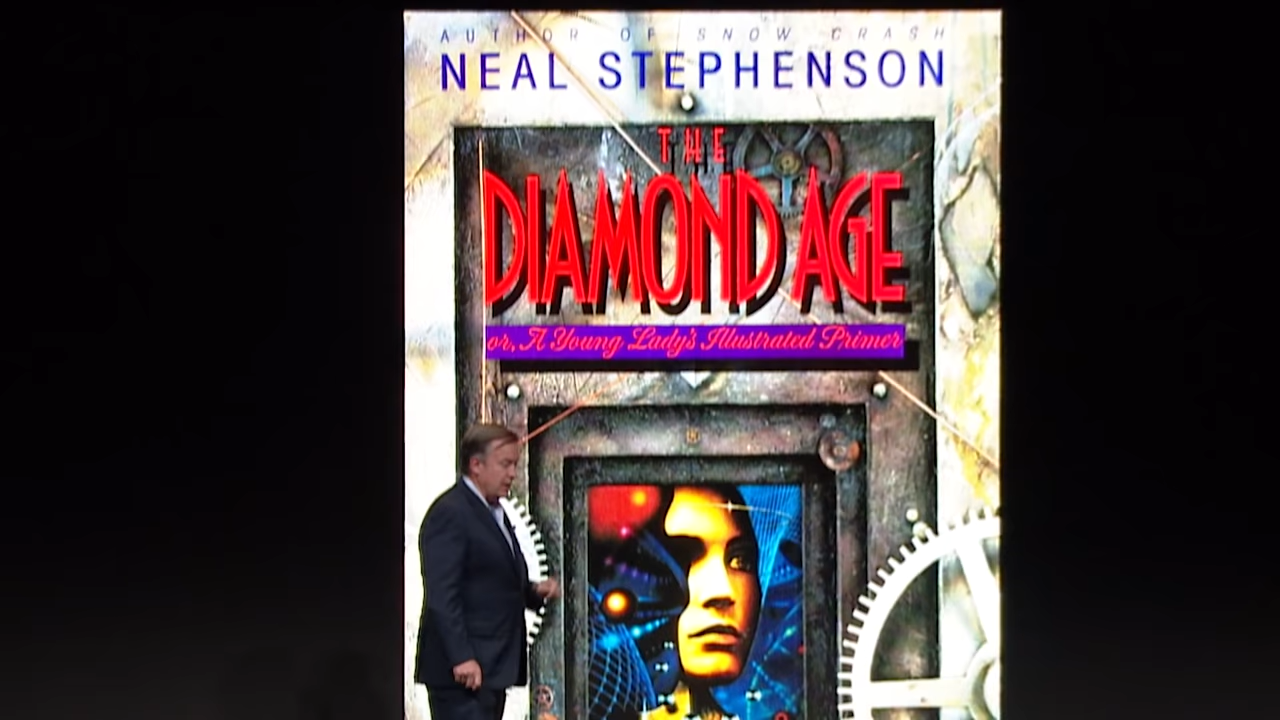 AUTHOR OF SNOW CRASH
NEAL STEPHENSON
THE
DIAMOND AGE
or, A Young Lady's Illustrated Primer